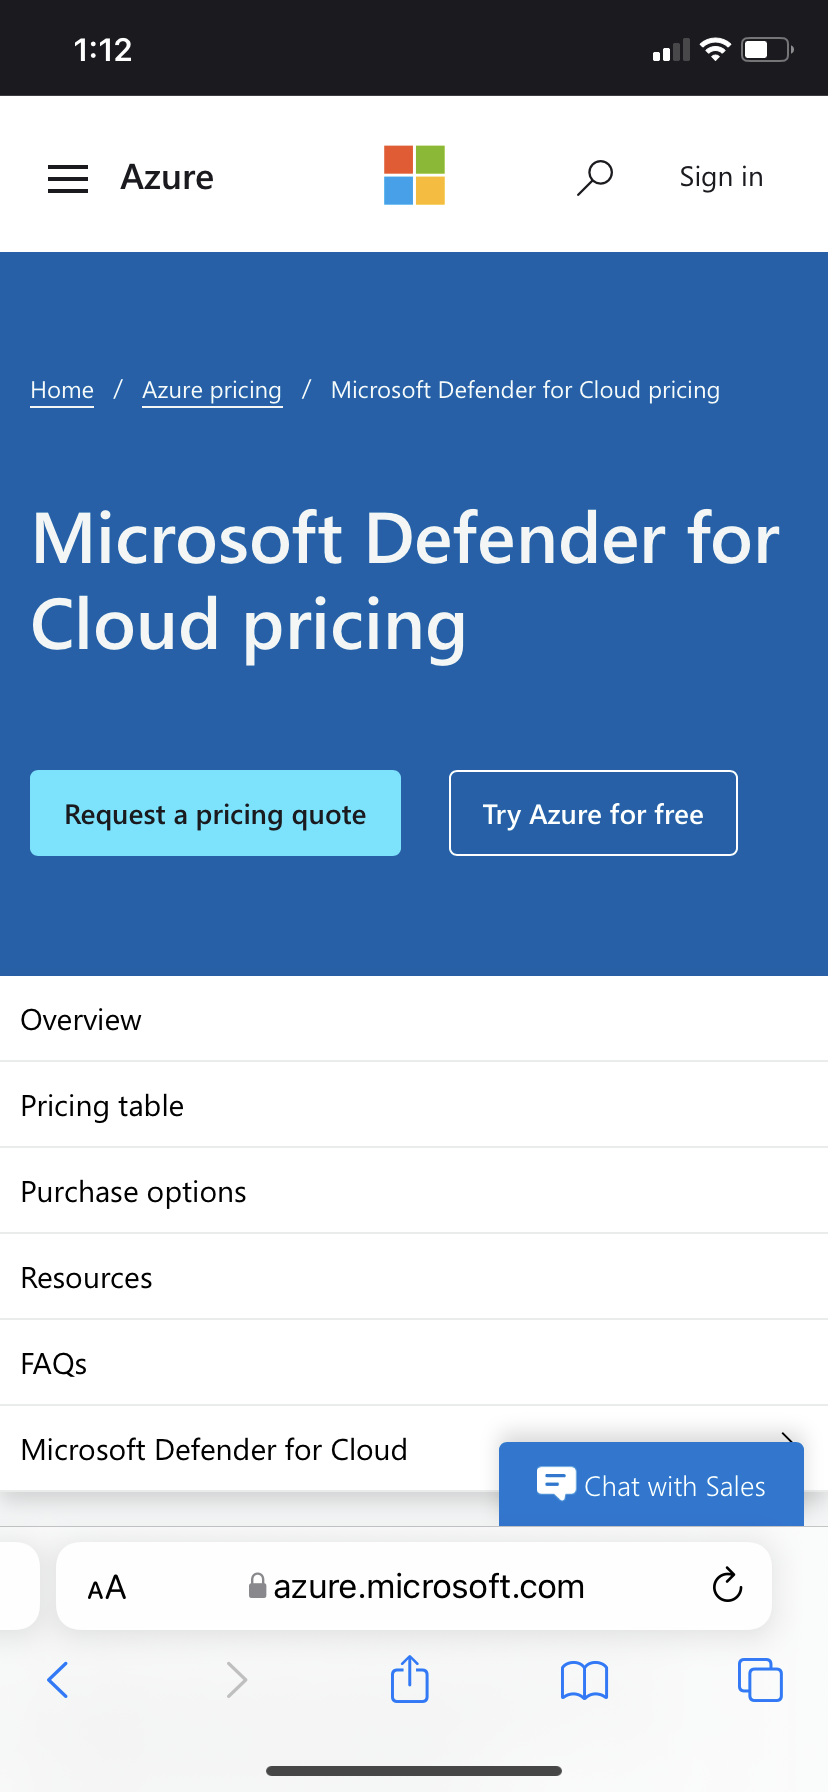 1:12
Azure
Sign in
Home / Azure pricing / Microsoft Defender for Cloud pricing
Microsoft Defender for
Cloud pricing
Request a pricing quote
Try Azure for free
Overview
Pricing table
Purchase options
Resources
FAQs
Microsoft Defender for Cloud
Chat with Sales
AA
azure.microsoft.com